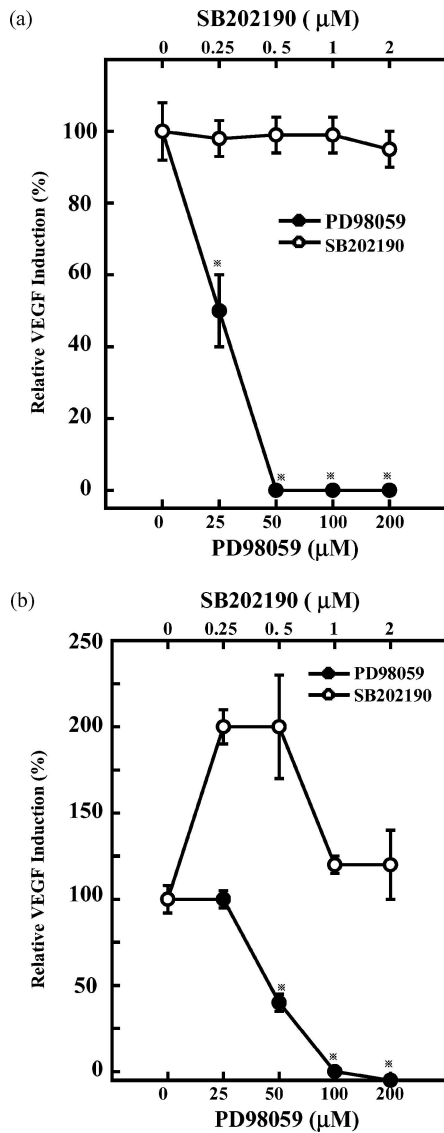 (a)
SB202190 ( μM)
0 0.25 0. 5 1 2
Relative VEGF Induction (%)
100
80
60
40
20
0
PD98059
SB202190
※
※ ※ ※
0 25 50 100 200
PD98059 (μM)
(b)
SB202190 ( μM)
0 0.25 0. 5 1 2
Relative VEGF Induction (%)
250
200
150
100
50
0
PD98059
SB202190
※
※ ※
0 25 50 100 200
PD98059 (μM)